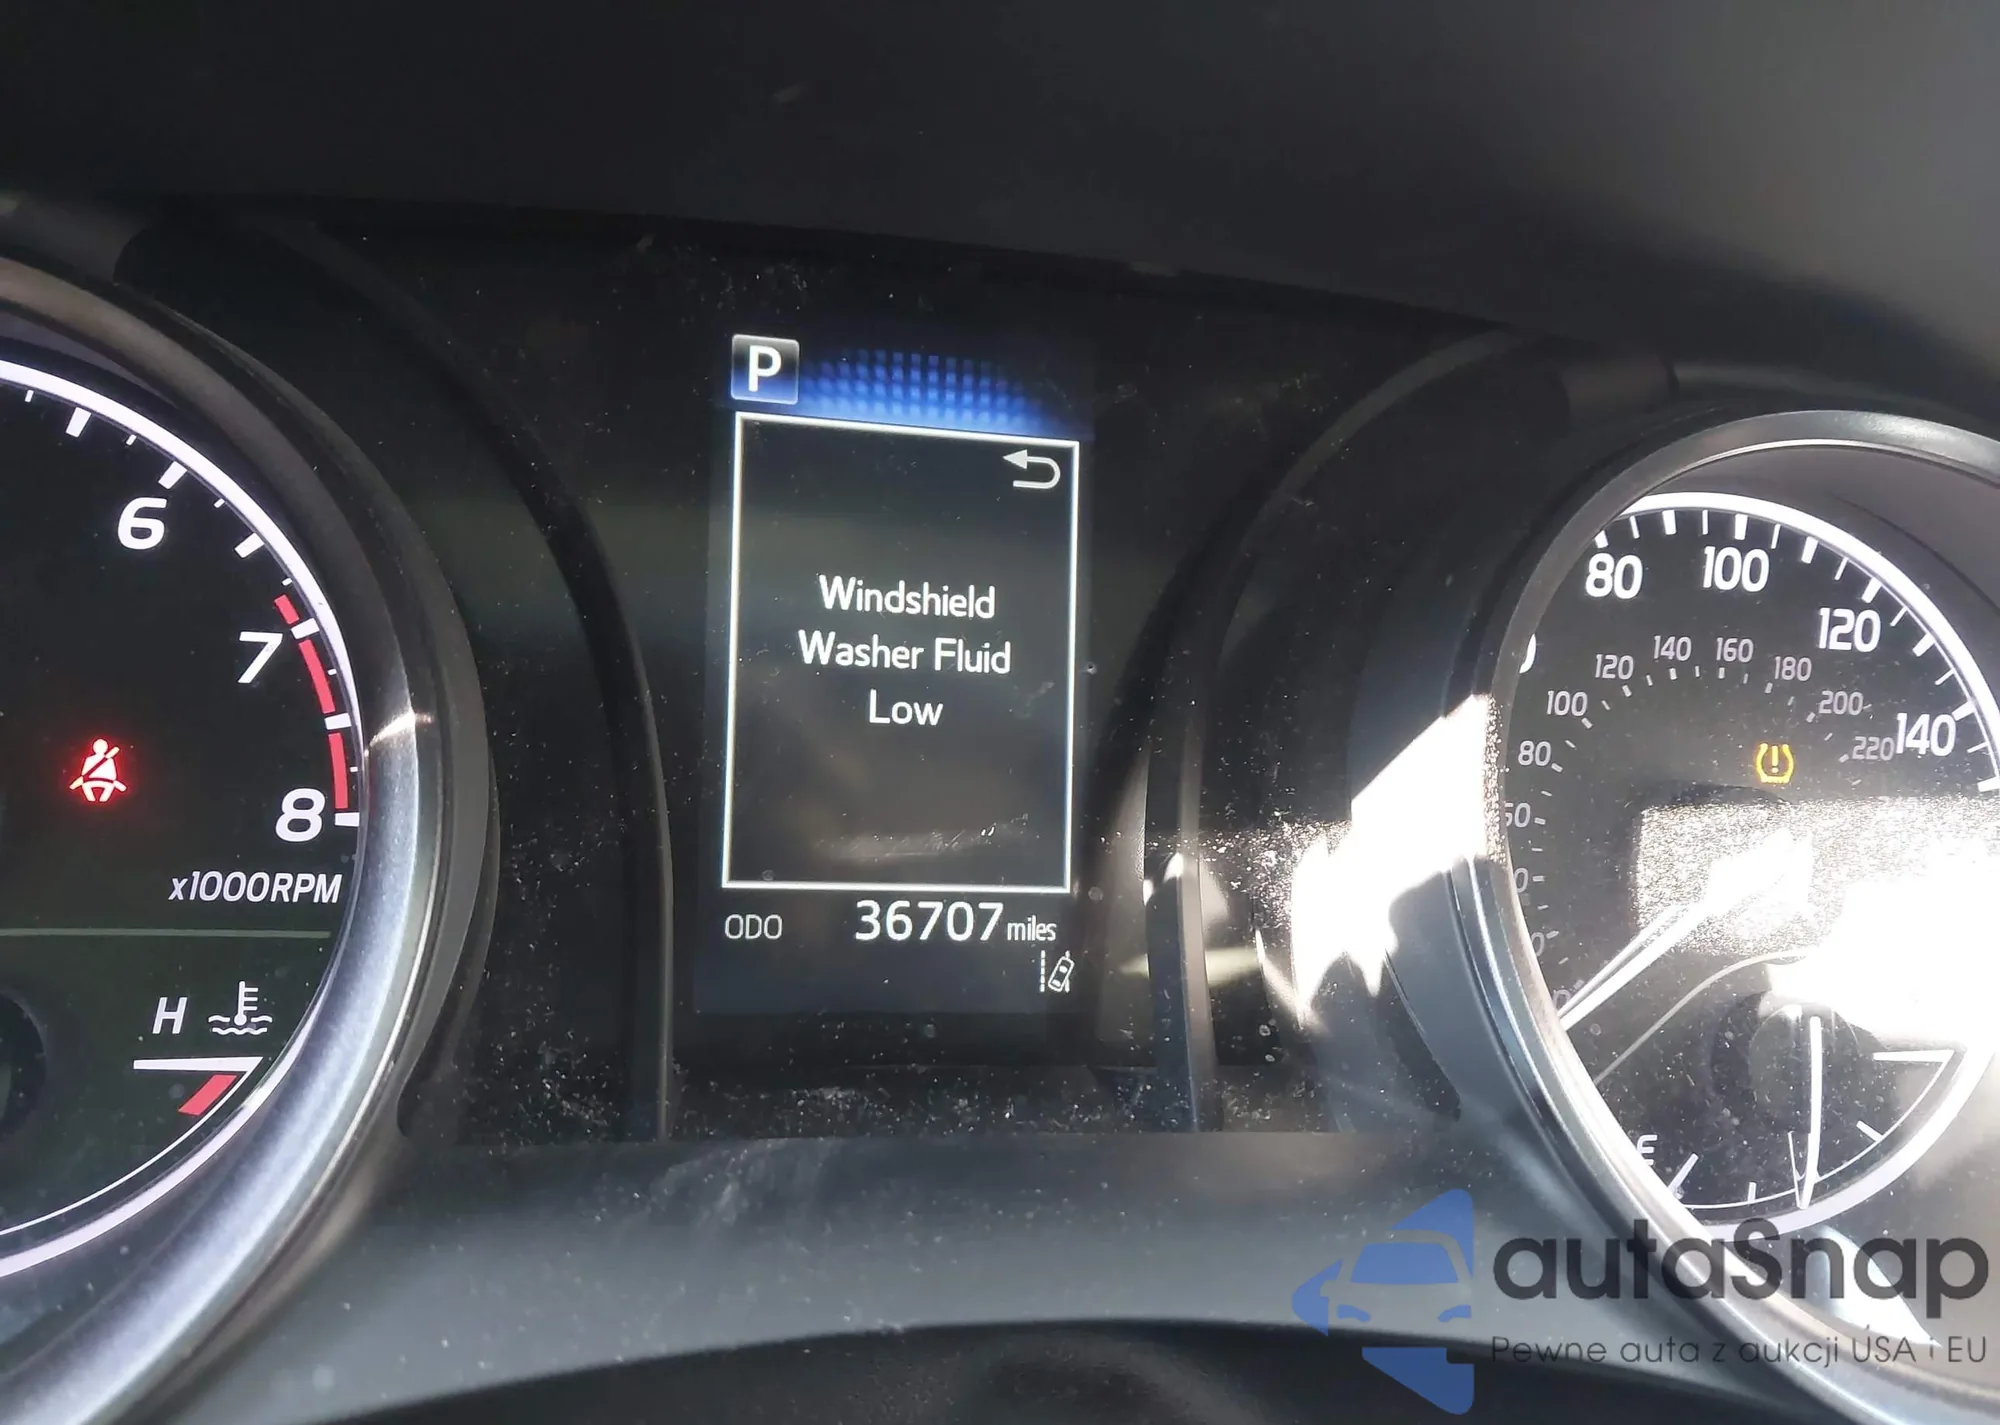 P
Windshield
Washer Fluid
Low
ODO 36707 miles
6
7
8
x1000RPM
H
80 100 120 140
80 100 120 140 160 180 200 220
E
autaSnap
Pewne auta z aukcji USA i EU